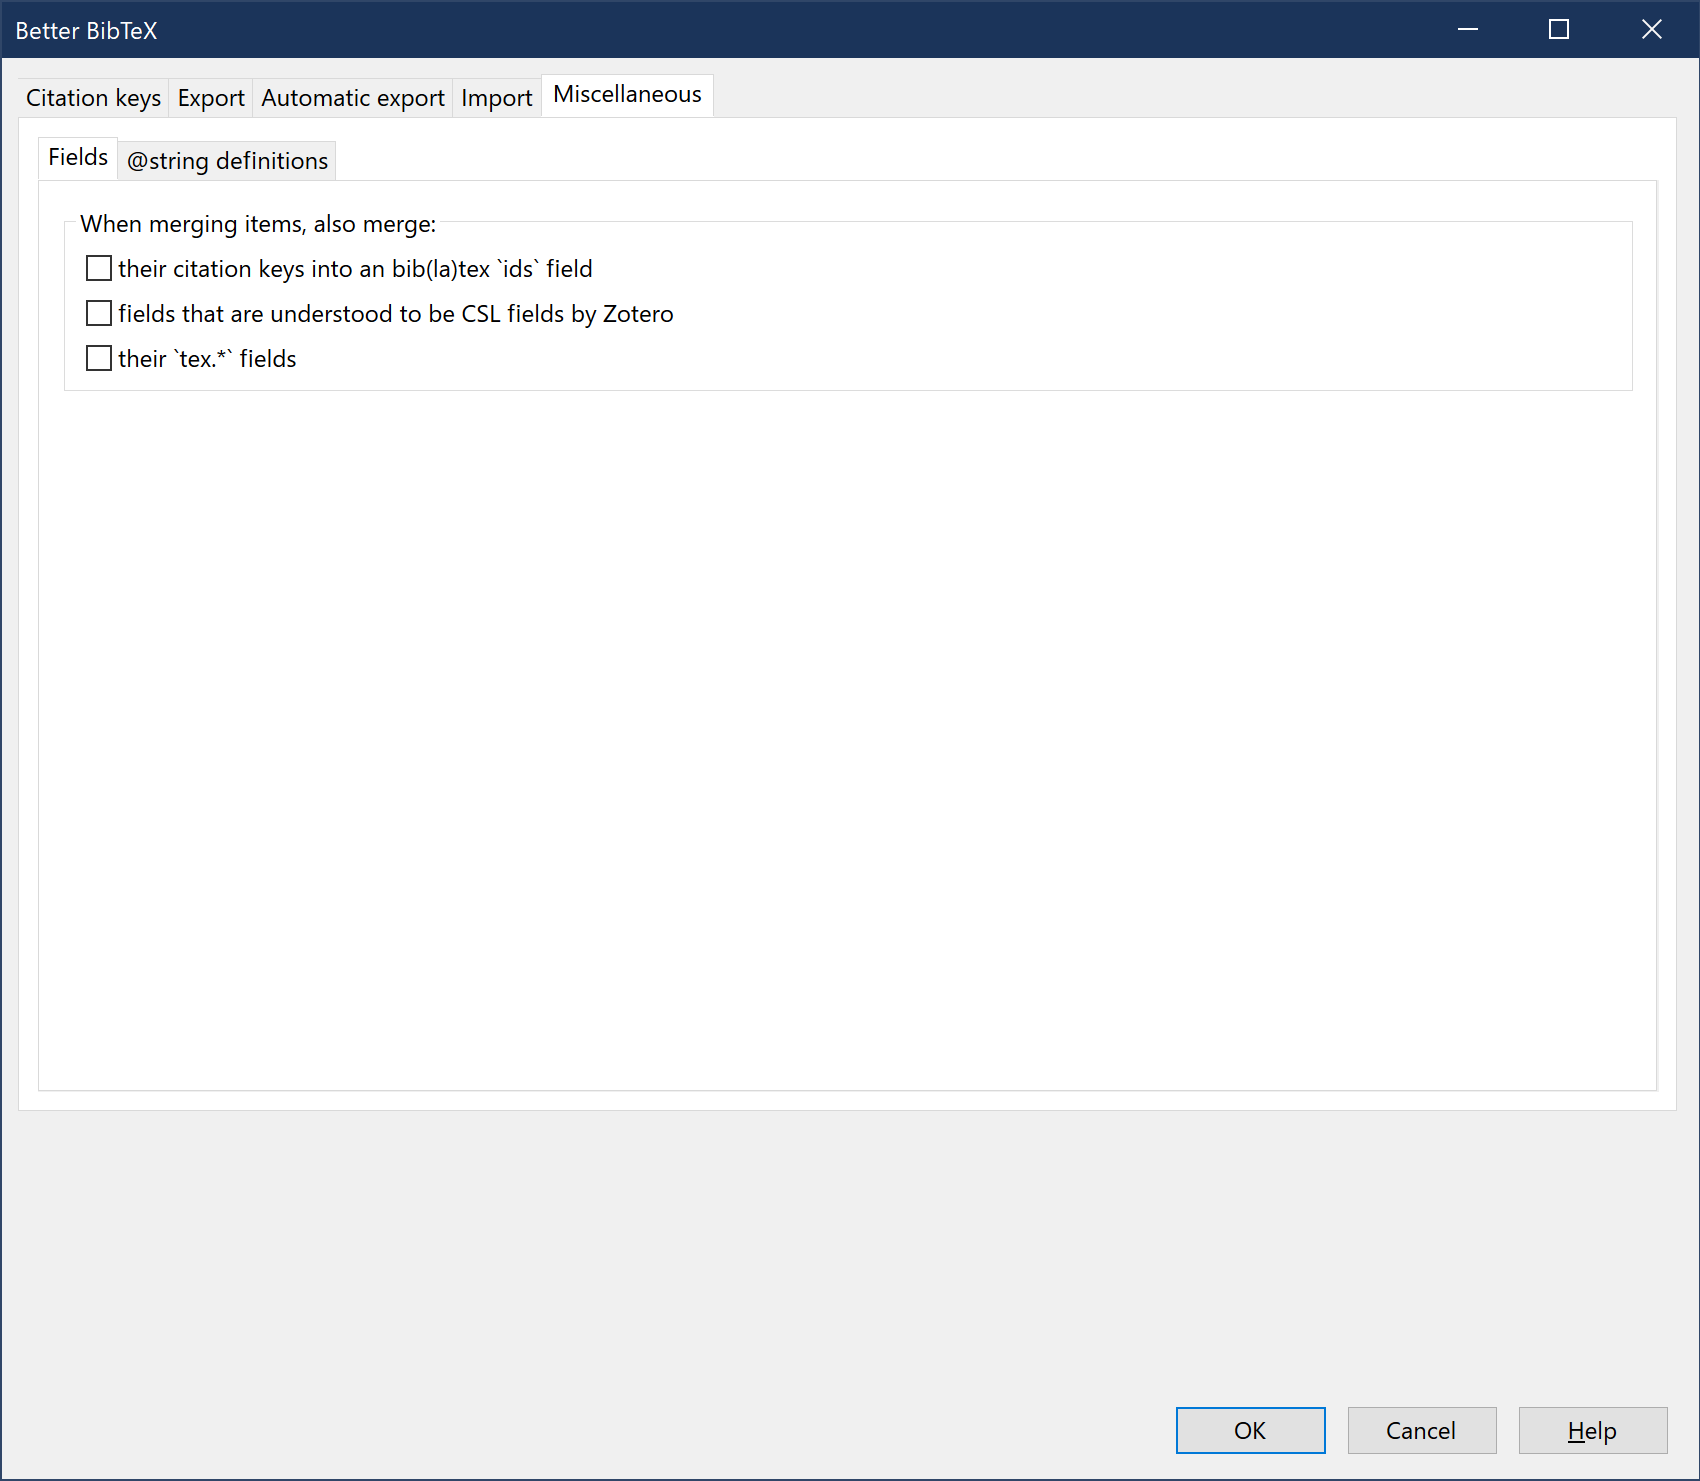 Better BibTeX
Citation keys Export Automatic export Import Miscellaneous
Fields @string definitions
When merging items, also merge:
their citation keys into an bib(la)tex `ids` field
fields that are understood to be CSL fields by Zotero
their `tex.*` fields
OK Cancel Help